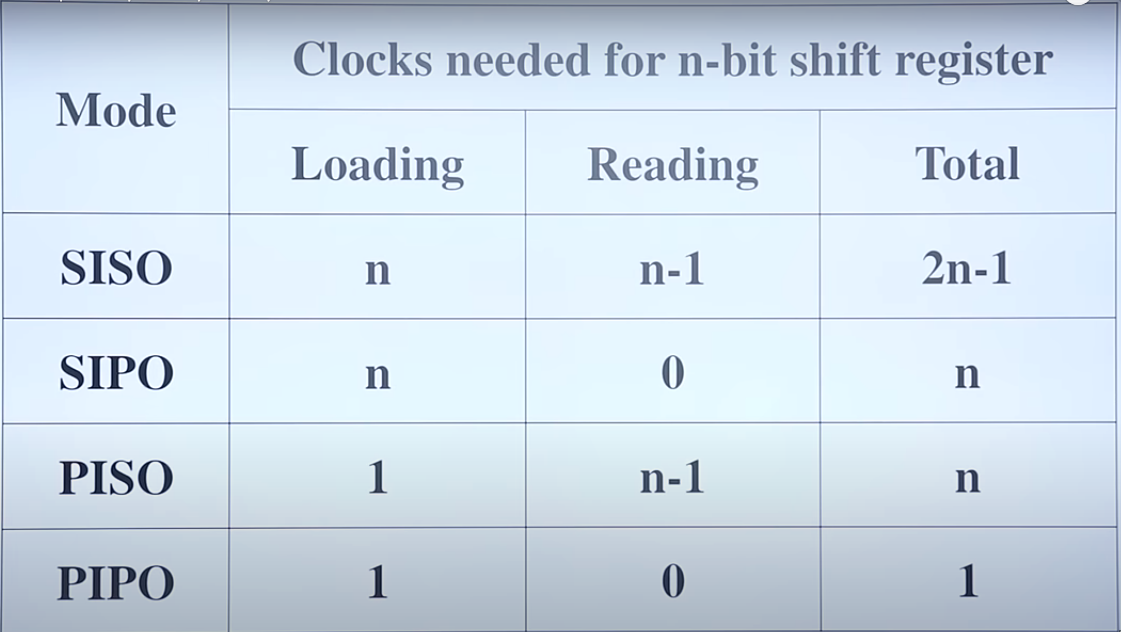 Mode
Clocks needed for n-bit shift register
Loading Reading Total
SISO n n-1 2n-1
SIPO n 0 n
PISO 1 n-1 n
PIPO 1 0 1